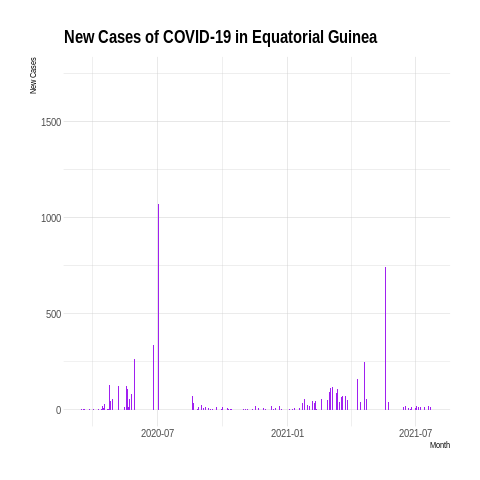 New Cases of COVID-19 in Equatorial Guinea
New Cases
1500
1000
500
0
2020-07
2021-01
2021-07
Month